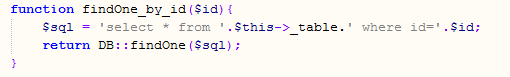 function findOne_by_id($id){
$sql = 'select * from '.$this->_table.' where id='.$id;
return DB::findOne($sql);
}